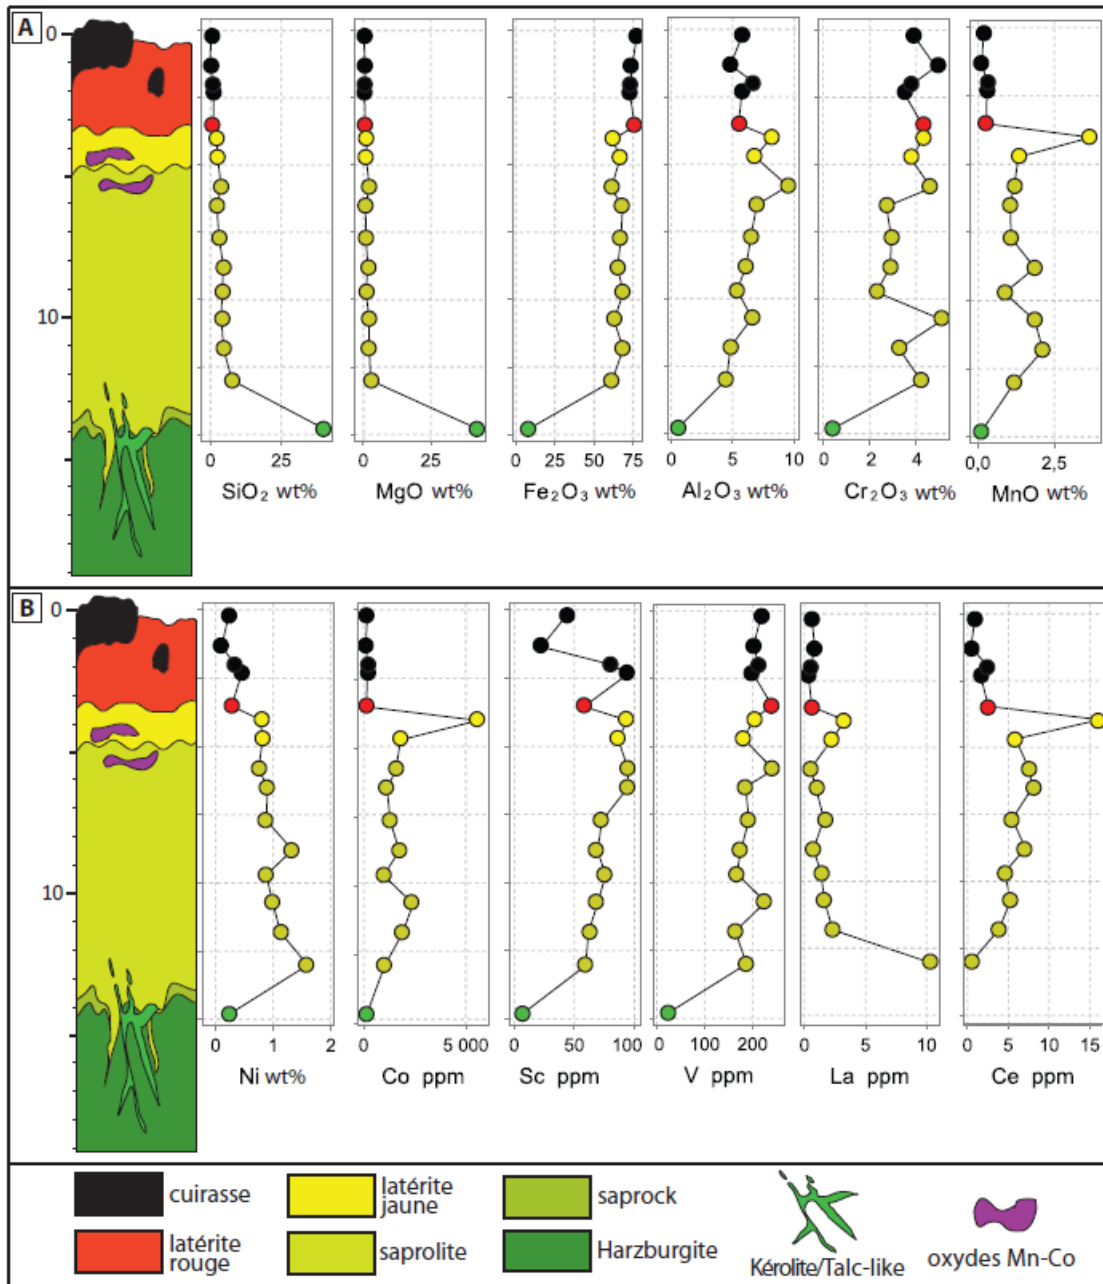 A
0
10
0 25
SiO₂ wt%
0 25
MgO wt%
0 25 50 75
Fe₂O₃ wt%
0 5 10
Al₂O₃ wt%
0 2 4
Cr₂O₃ wt%
0,0 2,5
MnO wt%
B
0
10
0 1 2
Ni wt%
0 5 000
Co ppm
0 50 100
Sc ppm
0 100 200
V ppm
0 10
La ppm
0 5 10 15
Ce ppm
cuirasse
latérite
rouge
latérite
jaune
saprolite
saprock
Harzburgite
Kérolite/Talc-like
oxydes Mn-Co